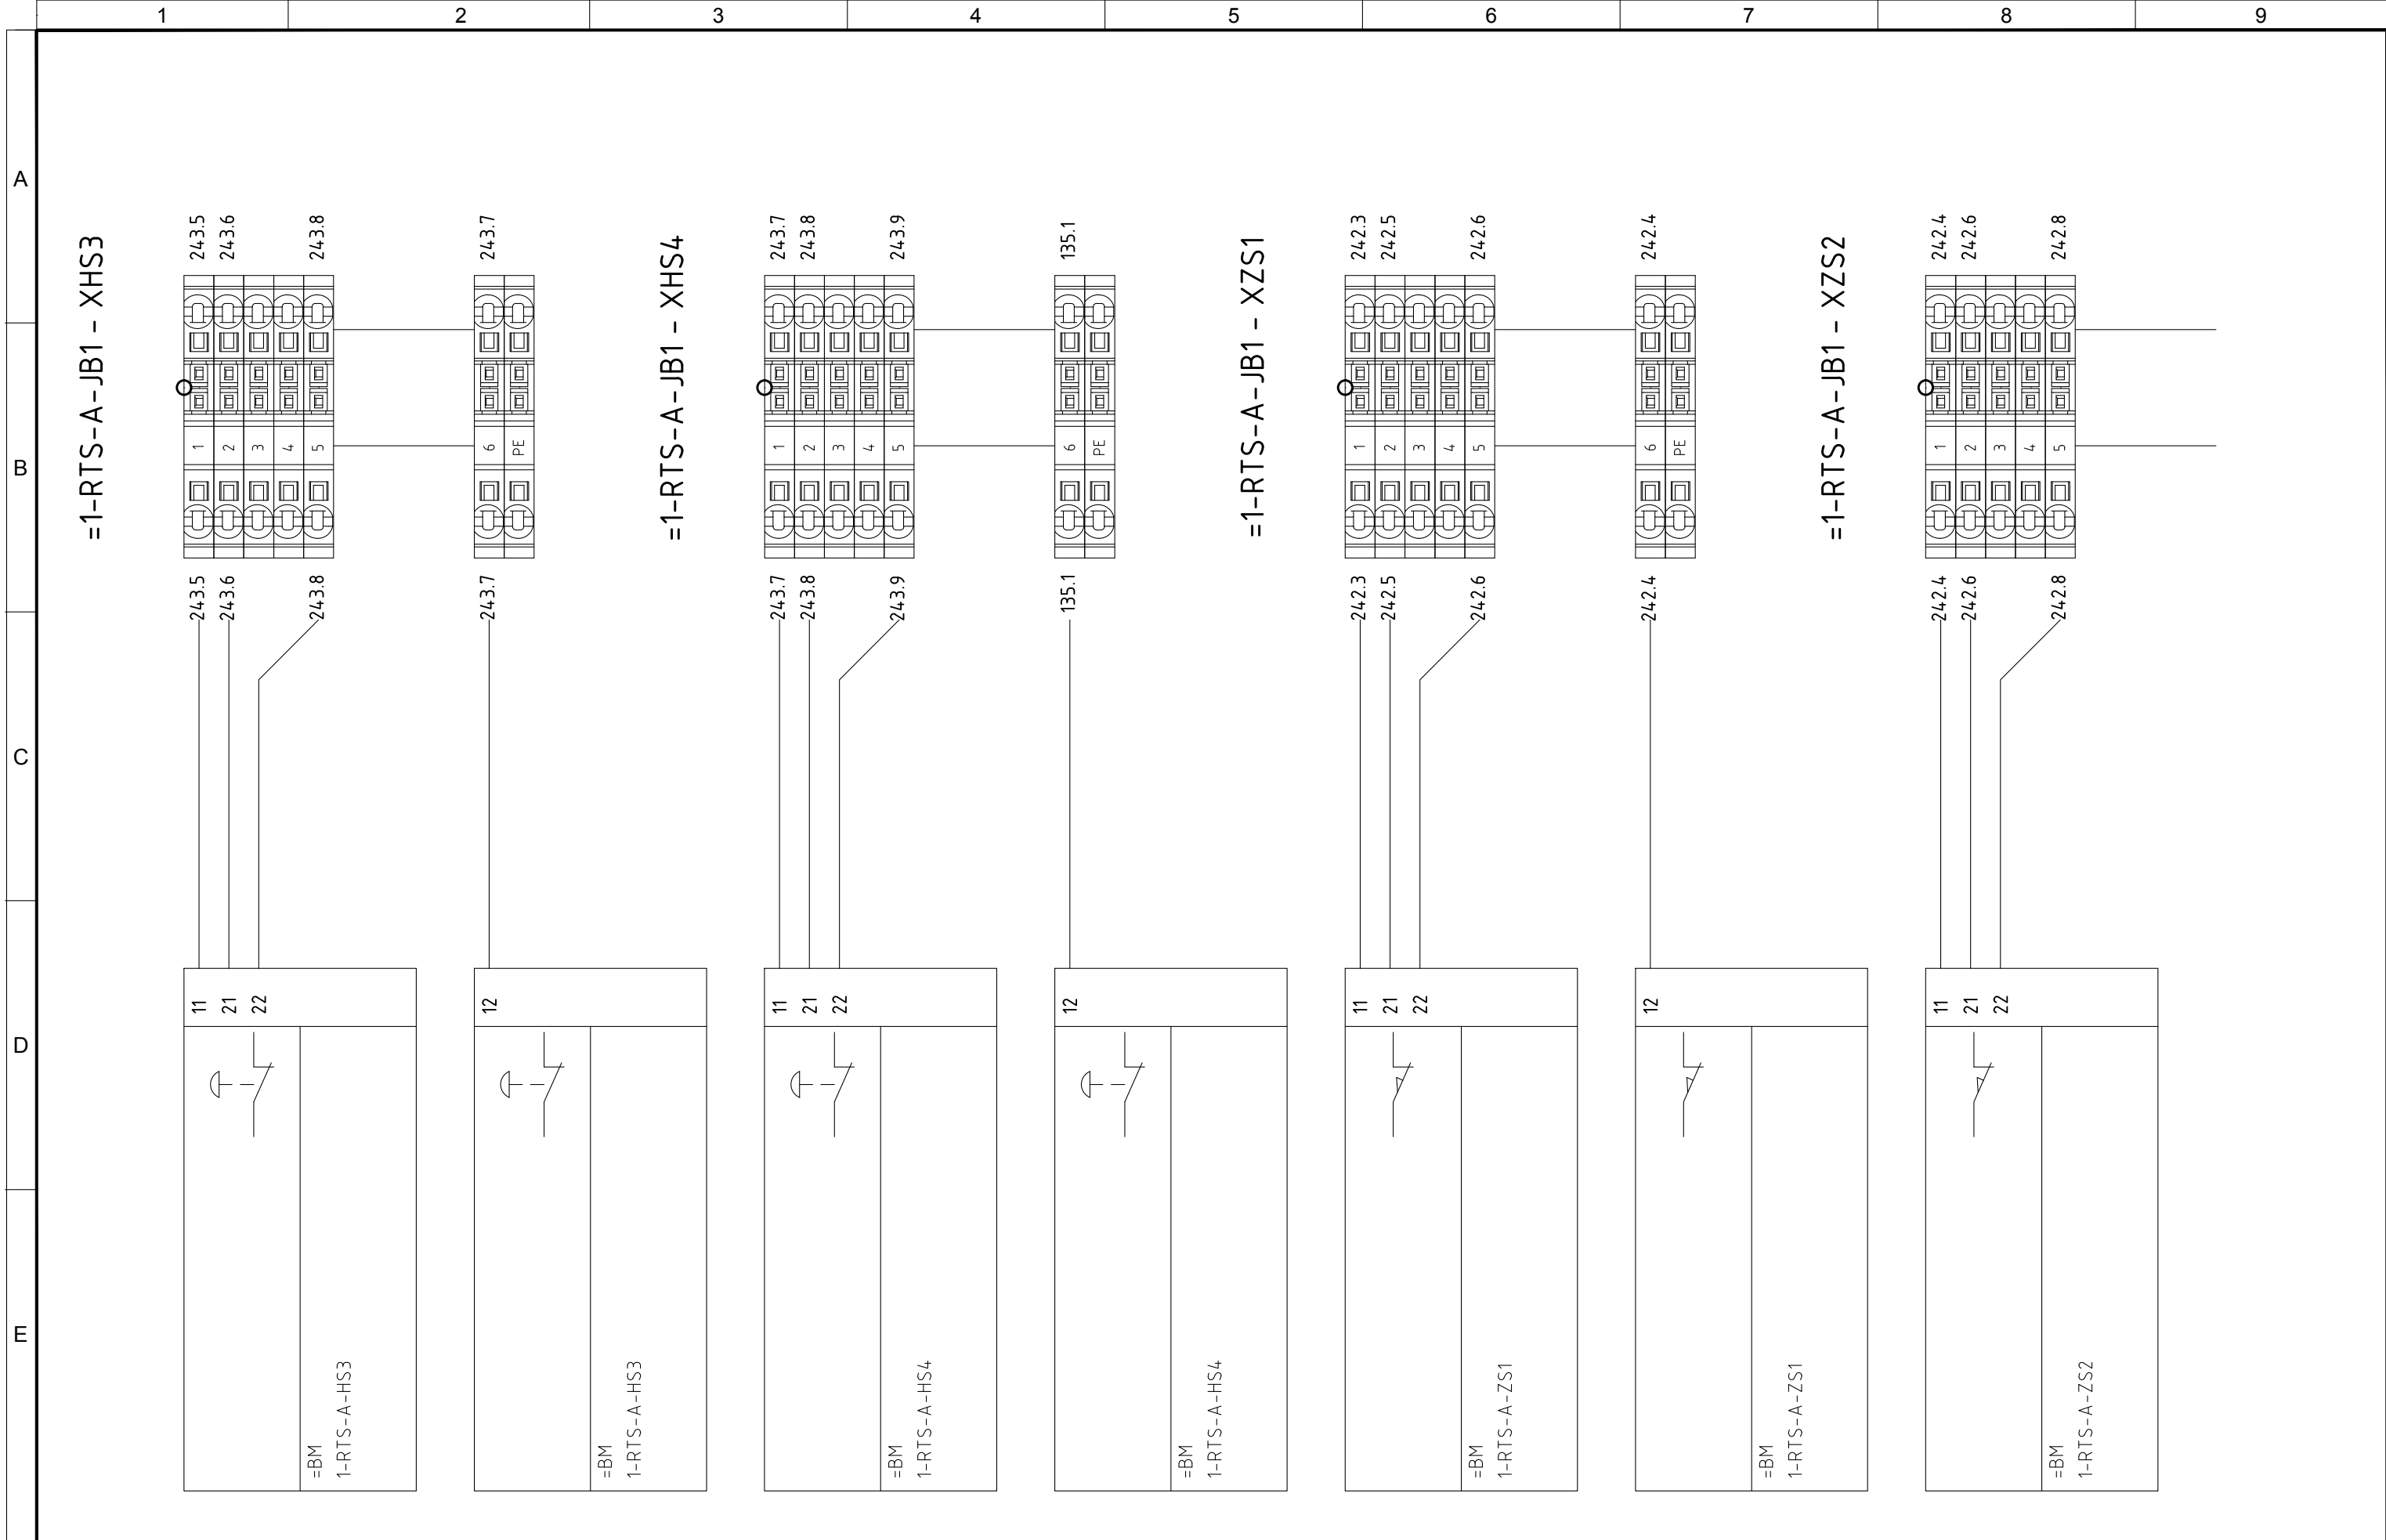 1 2 3 4 5 6 7 8 9
A
B
C
D
E
=1-RTS-A-JB1 - XHS3
243.5 243.6 243.8 243.7
1 2 3 4 5 6 PE
243.5 243.6 243.8 243.7
=1-RTS-A-JB1 - XHS4
243.7 243.8 243.9 135.1
1 2 3 4 5 6 PE
243.7 243.8 243.9 135.1
=1-RTS-A-JB1 - XZS1
242.3 242.5 242.6 242.4
1 2 3 4 5 6 PE
242.3 242.5 242.6 242.4
=1-RTS-A-JB1 - XZS2
242.4 242.6 242.8
1 2 3 4 5
242.4 242.6 242.8
11 21 22
=BM
1-RTS-A-HS3
12
=BM
1-RTS-A-HS3
11 21 22
=BM
1-RTS-A-HS4
12
=BM
1-RTS-A-HS4
11 21 22
=BM
1-RTS-A-ZS1
12
=BM
1-RTS-A-ZS1
11 21 22
=BM
1-RTS-A-ZS2